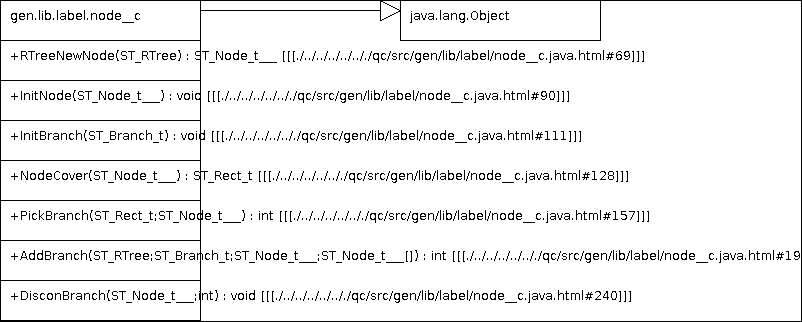 gen.lib.label.node__c
java.lang.Object
+RTreeNewNode(ST_RTree) : ST_Node_t___ [[[./../../../../../../qc/src/gen/lib/label/node__c.java.html#69]]]
+InitNode(ST_Node_t___) : void [[[./../../../../../../qc/src/gen/lib/label/node__c.java.html#90]]]
+InitBranch(ST_Branch_t) : void [[[./../../../../../../qc/src/gen/lib/label/node__c.java.html#111]]]
+NodeCover(ST_Node_t___) : ST_Rect_t [[[./../../../../../../qc/src/gen/lib/label/node__c.java.html#128]]]
+PickBranch(ST_Rect_t;ST_Node_t___) : int [[[./../../../../../../qc/src/gen/lib/label/node__c.java.html#157]]]
+AddBranch(ST_RTree;ST_Branch_t;ST_Node_t___;ST_Node_t___[]) : int [[[./../../../../../../qc/src/gen/lib/label/node__c.java.html#19
+DisconBranch(ST_Node_t___;int) : void [[[./../../../../../../qc/src/gen/lib/label/node__c.java.html#240]]]